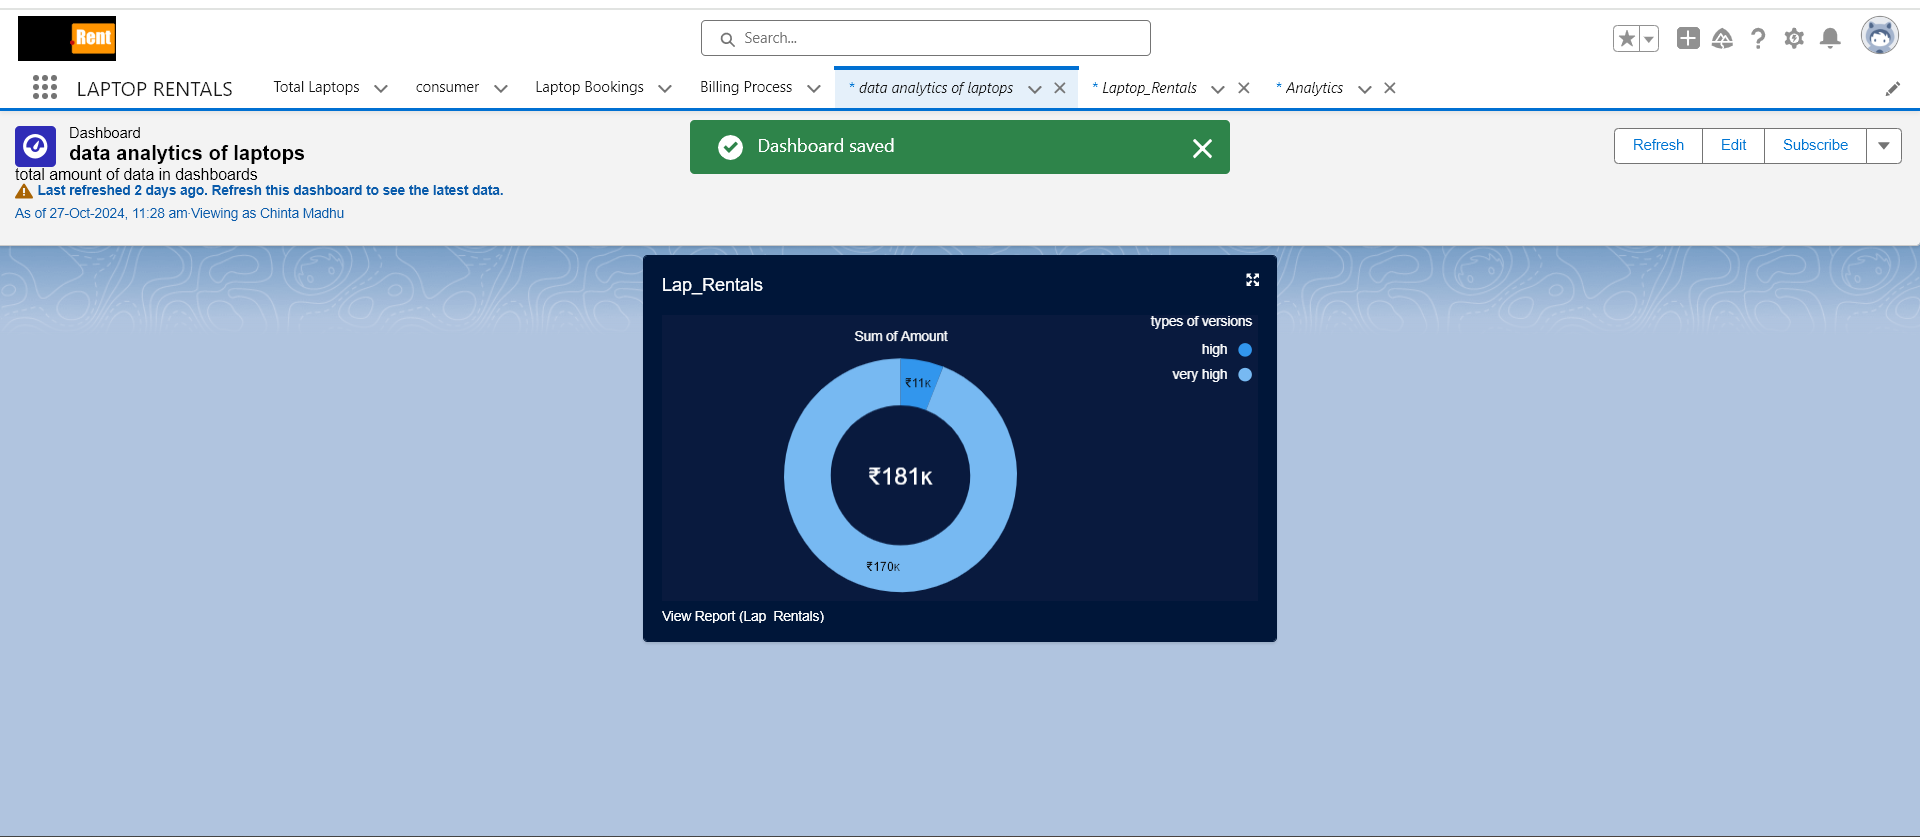 Rent
Search...
LAPTOP RENTALS
Total Laptops
consumer
Laptop Bookings
Billing Process
* data analytics of laptops
* Laptop_Rentals
* Analytics
Dashboard
data analytics of laptops
total amount of data in dashboards
Last refreshed 2 days ago. Refresh this dashboard to see the latest data.
As of 27-Oct-2024, 11:28 am·Viewing as Chinta Madhu
Dashboard saved
Refresh
Edit
Subscribe
Lap_Rentals
types of versions
high
very high
Sum of Amount
₹11K
₹181K
₹170K
View Report (Lap_Rentals)